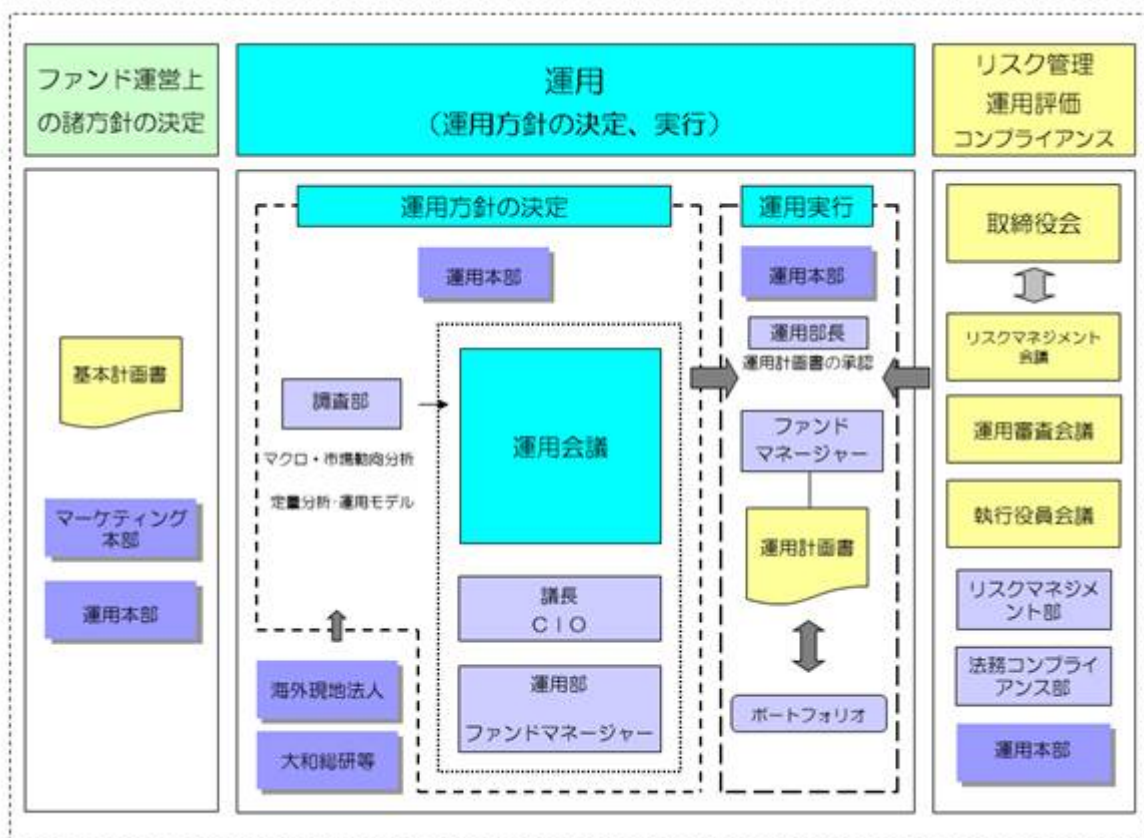 ファンド運営上
の諸方針の決定
運用
（運用方針の決定、実行）
リスク管理
運用評価
コンプライアンス
基本計画書
マーケティング
本部
運用本部
運用方針の決定
運用本部
調査部
マクロ・市場動向分析
定量分析・運用モデル
運用会議
議長
ＣＩＯ
運用部
ファンドマネージャー
海外現地法人
大和総研等
運用実行
運用本部
運用部長
運用計画書の承認
ファンド
マネージャー
運用計画書
ポートフォリオ
取締役会
リスクマネジメント
会議
運用審査会議
執行役員会議
リスクマネジメ
ント部
法務コンプライ
アンス部
運用本部